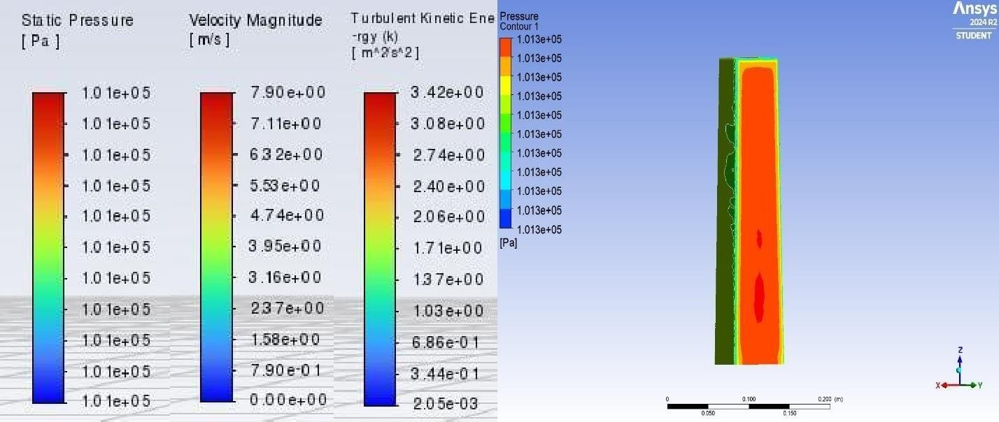 Static Pressure
[ Pa ]
1.01e+05
1.01e+05
1.01e+05
1.01e+05
1.01e+05
1.01e+05
1.01e+05
1.01e+05
1.01e+05
1.01e+05
1.01e+05
Velocity Magnitude
[ m/s ]
7.90e+00
7.11e+00
6.32e+00
5.53e+00
4.74e+00
3.95e+00
3.16e+00
2.37e+00
1.58e+00
7.90e-01
0.00e+00
Turbulent Kinetic Ene
-rgy (k)
[ m^2/s^2 ]
3.42e+00
3.08e+00
2.74e+00
2.40e+00
2.06e+00
1.71e+00
1.37e+00
1.03e+00
6.86e-01
3.44e-01
2.05e-03
Pressure
Contour 1
1.013e+05
1.013e+05
1.013e+05
1.013e+05
1.013e+05
1.013e+05
1.013e+05
1.013e+05
1.013e+05
1.013e+05
1.013e+05
[Pa]
Ansys
2024 R2
STUDENT
Z
X Y
0 0.100 0.200 (m)
0.050 0.150